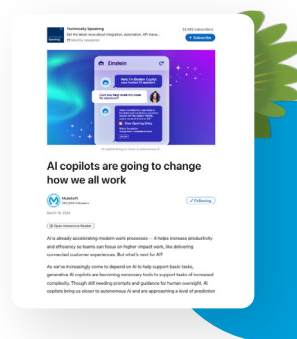 Technically Speaking
Get the latest news about integration, automation, API mana...
Monthly newsletter
Subscribe
Einstein
Can you help build my case for sponsor?
AI copilots are going to change
how we all work
MuleSoft
Following
March 12, 2024
Open Immersive Reader
AI is already accelerating modern work processes — it helps increase productivity
and efficiency so teams can focus on higher impact work, like delivering
connected customer experiences. But what's next for AI?
As we've increasingly come to depend on AI to help support basic tasks,
generative AI copilots are becoming necessary tools to support tasks of increased
complexity. Though still needing prompts and guidance for human oversight, AI
copilots bring us closer to autonomous AI and are approaching a level of prediction